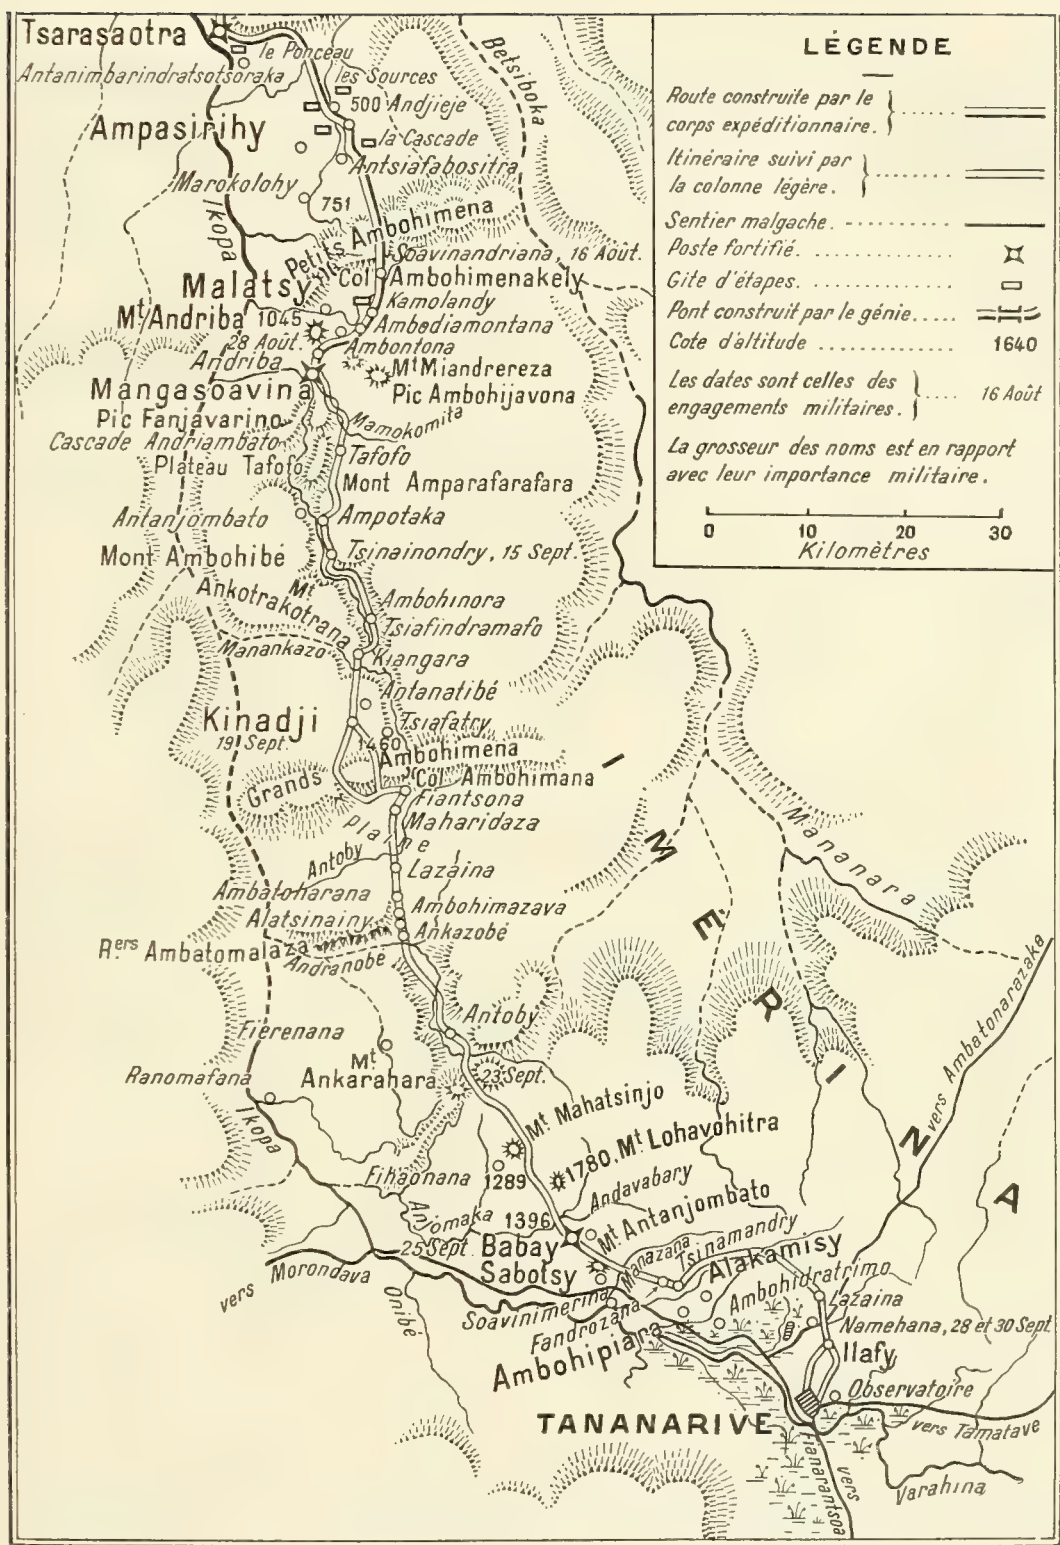 Tsarasaotra
le Ponceau
Antanimbarindratsotsoraka
les Sources
500 Andjieje
Ampasirihy
la Cascade
Antsiafabositra
Marokolohy
751
Betsiboka
Ikopa
Petits Ambohimena
Soavinandriana, 16 Août.
Col Ambohimenakely
Malatsy
Kamolandy
Mt Andriba 1045
Ambodiamontana
28 Août.
Ambontona
Andriba
Mt Miandrereza
Mangasoavina
Pic Ambohijavona
Pic Fanjavarino
Mamokomita
Cascade Andriambato
Tafofo
Plateau Tafofo
Mont Amparafarafara
Antanjombato
Ampotaka
Mont Ambohibé
Tsinainondry, 15 Sept.
Mt Ankotrakotrana
Ambohinora
Tsiafindramafo
Manankazo
Kiangara
Antanatibé
Kinadji
Tsiafatry
19 Sept.
1460
Ambohimena
Grands
Col Ambohimana
Fiantsona
Maharidaza
plaine
Antoby
Lazaina
Ambatoharana
Ambohimazava
Alatsinainy
Ankazobé
R.ers Ambatomalaza
Andranobe
Antoby
Fierenana
Mt Ankarahara
23 Sept.
Ranomafana
Ikopa
Mt Mahatsinjo
1780, Mt Lohavohitra
Fihaonana
1289
Andavabary
Anjomaka
1396
Mt Antanjombato
25 Sept.
Babay
Sabotsy
Manazana
Tsinamandry
Alakamisy
vers Morondava
Onibé
Soavinimerina
Fandrozana
Ambohidratrimo
Lazaina
Namehana, 28 et 30 Sept.
Ambohipiara
Ilafy
Observatoire
TANANARIVE
vers Tamatave
Varahina
vers Fianarantsoa
IMÉRINA
Mananara
vers Ambatonarazaka
LÉGENDE
Route construite par le
corps expéditionnaire.
Itinéraire suivi par
la colonne légère.
Sentier malgache.
Poste fortifié.
Gite d'étapes.
Pont construit par le génie.
Cote d'altitude 1640
Les dates sont celles des
engagements militaires. 16 Août
La grosseur des noms est en rapport
avec leur importance militaire.
0 10 20 30
Kilomètres